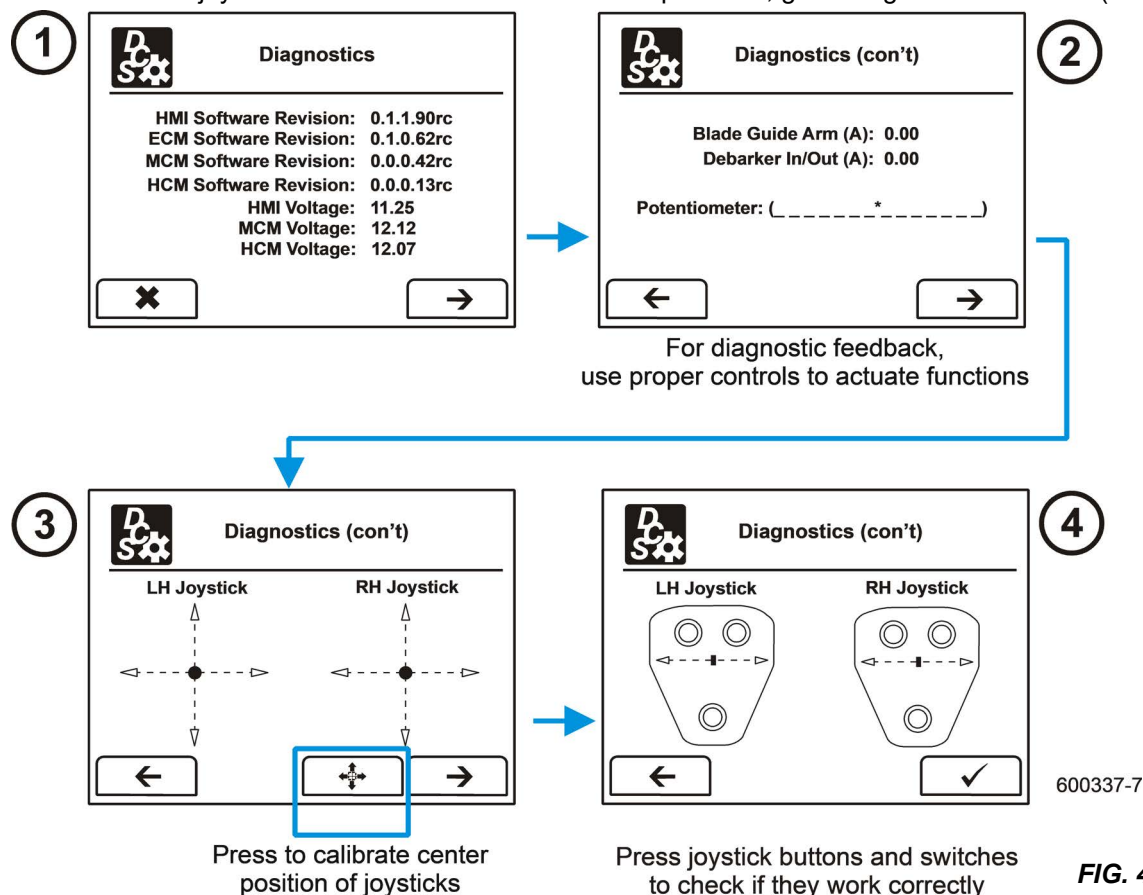 1
DCS
Diagnostics
HMI Software Revision: 0.1.1.90rc
ECM Software Revision: 0.1.0.62rc
MCM Software Revision: 0.0.0.42rc
HCM Software Revision: 0.0.0.13rc
HMI Voltage: 11.25
MCM Voltage: 12.12
HCM Voltage: 12.07
2
DCS
Diagnostics (con't)
Blade Guide Arm (A): 0.00
Debarker In/Out (A): 0.00
Potentiometer: (_ _ _ _ _ _ _*_ _ _ _ _ _ _)
For diagnostic feedback,
use proper controls to actuate functions
3
DCS
Diagnostics (con't)
LH Joystick RH Joystick
Press to calibrate center
position of joysticks
4
DCS
Diagnostics (con't)
LH Joystick RH Joystick
Press joystick buttons and switches
to check if they work correctly
600337-7
FIG.